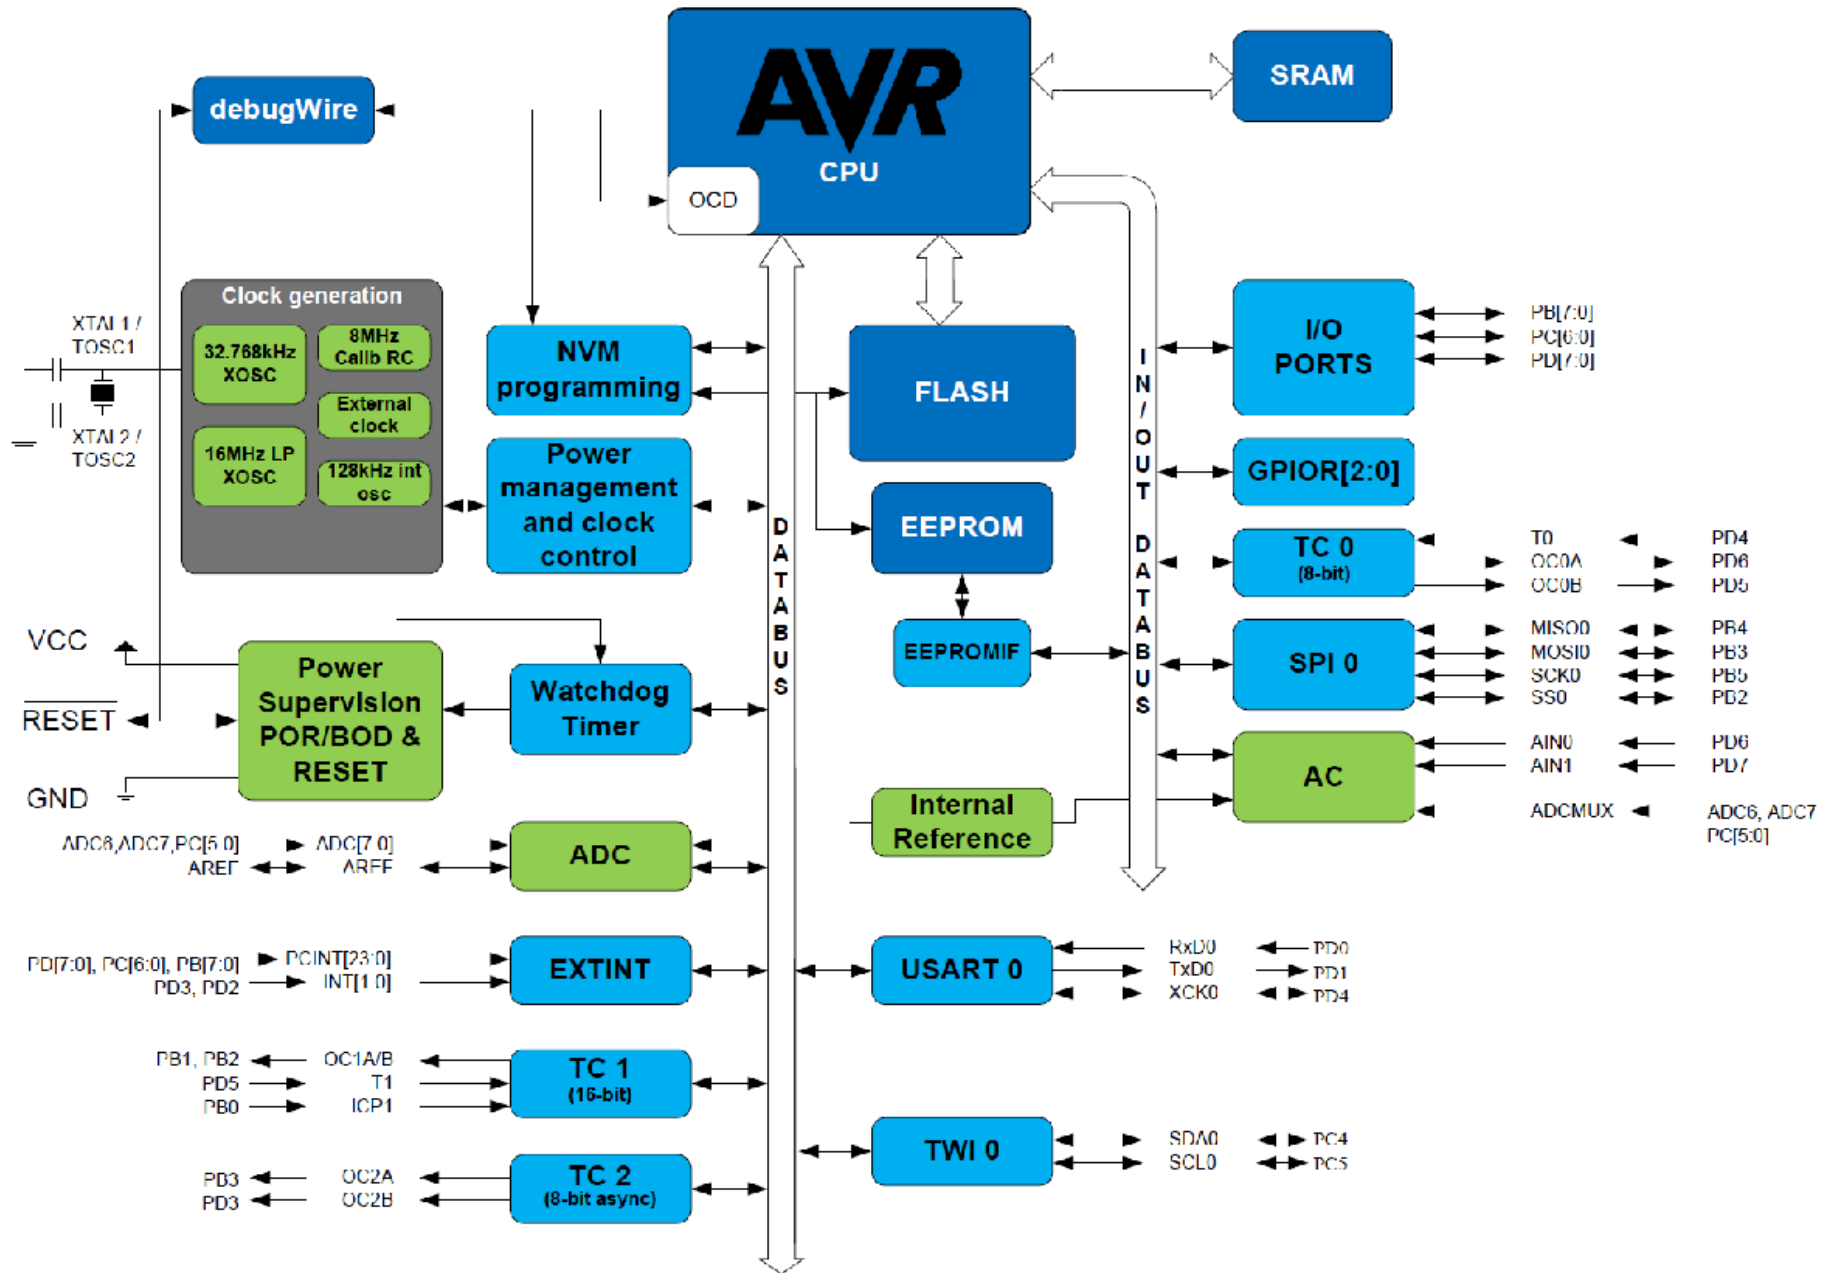 AVR
CPU
OCD
SRAM
debugWire
Clock generation
32.768kHz
XOSC
8MHz
Calib RC
External
clock
16MHz LP
XOSC
128kHz int
osc
XTAL1 /
TOSC1
XTAL2 /
TOSC2
NVM
programming
Power
management
and clock
control
FLASH
EEPROM
EEPROMIF
DATABUS
IN/OUT DATABUS
I/O
PORTS
PB[7:0]
PC[6:0]
PD[7:0]
GPIOR[2:0]
TC 0
(8-bit)
T0 PD4
OC0A PD6
OC0B PD5
SPI 0
MISO0 PB4
MOSI0 PB3
SCK0 PB5
SS0 PB2
AC
AIN0 PD6
AIN1 PD7
ADCMUX ADC6, ADC7
PC[5:0]
Internal
Reference
VCC
RESET
GND
Power
Supervision
POR/BOD &
RESET
Watchdog
Timer
ADC6,ADC7,PC[5:0] ADC[7:0]
AREF AREF
ADC
PD[7:0], PC[6:0], PB[7:0] PCINT[23:0]
PD3, PD2 INT[1:0]
EXTINT
USART 0
RxD0 PD0
TxD0 PD1
XCK0 PD4
PB1, PB2 OC1A/B
PD5 T1
PB0 ICP1
TC 1
(16-bit)
TWI 0
SDA0 PC4
SCL0 PC5
PB3 OC2A
PD3 OC2B
TC 2
(8-bit async)